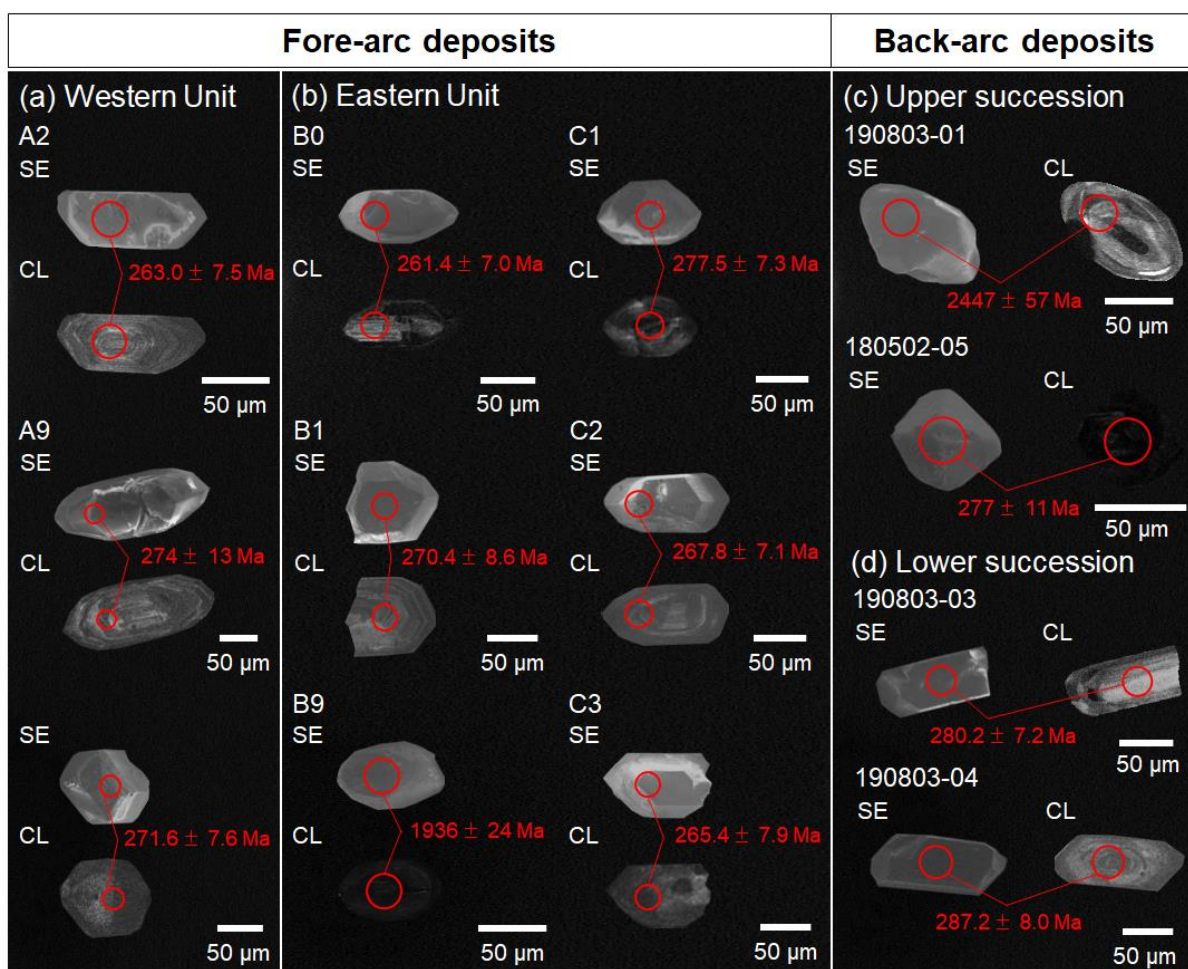 Fore-arc deposits
Back-arc deposits
(a) Western Unit
A2
SE
CL
263.0 ± 7.5 Ma
50 µm
A9
SE
CL
274 ± 13 Ma
50 µm
SE
CL
271.6 ± 7.6 Ma
50 µm
(b) Eastern Unit
B0
SE
CL
261.4 ± 7.0 Ma
50 µm
B1
SE
CL
270.4 ± 8.6 Ma
50 µm
B9
SE
CL
1936 ± 24 Ma
50 µm
C1
SE
CL
277.5 ± 7.3 Ma
50 µm
C2
SE
CL
267.8 ± 7.1 Ma
50 µm
C3
SE
CL
265.4 ± 7.9 Ma
50 µm
(c) Upper succession
190803-01
SE
CL
2447 ± 57 Ma
50 µm
180502-05
SE
CL
277 ± 11 Ma
50 µm
(d) Lower succession
190803-03
SE
CL
280.2 ± 7.2 Ma
50 µm
190803-04
SE
CL
287.2 ± 8.0 Ma
50 µm